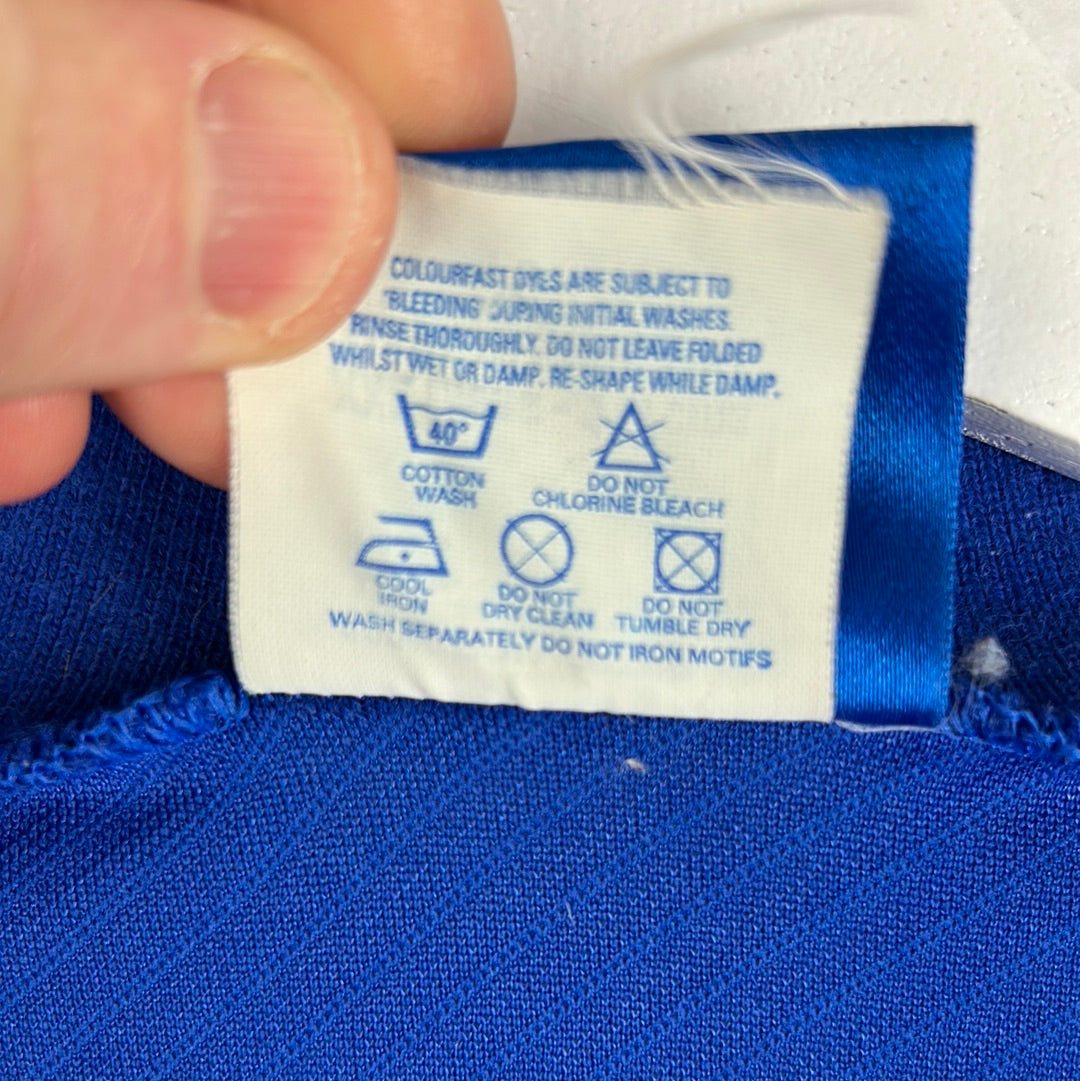 COLOURFAST DYES ARE SUBJECT TO
'BLEEDING' DURING INITIAL WASHES.
RINSE THOROUGHLY. DO NOT LEAVE FOLDED
WHILST WET OR DAMP. RE-SHAPE WHILE DAMP.
40°
COTTON
WASH
DO NOT
CHLORINE BLEACH
COOL
IRON
DO NOT
DRY CLEAN
DO NOT
TUMBLE DRY
WASH SEPARATELY DO NOT IRON MOTIFS